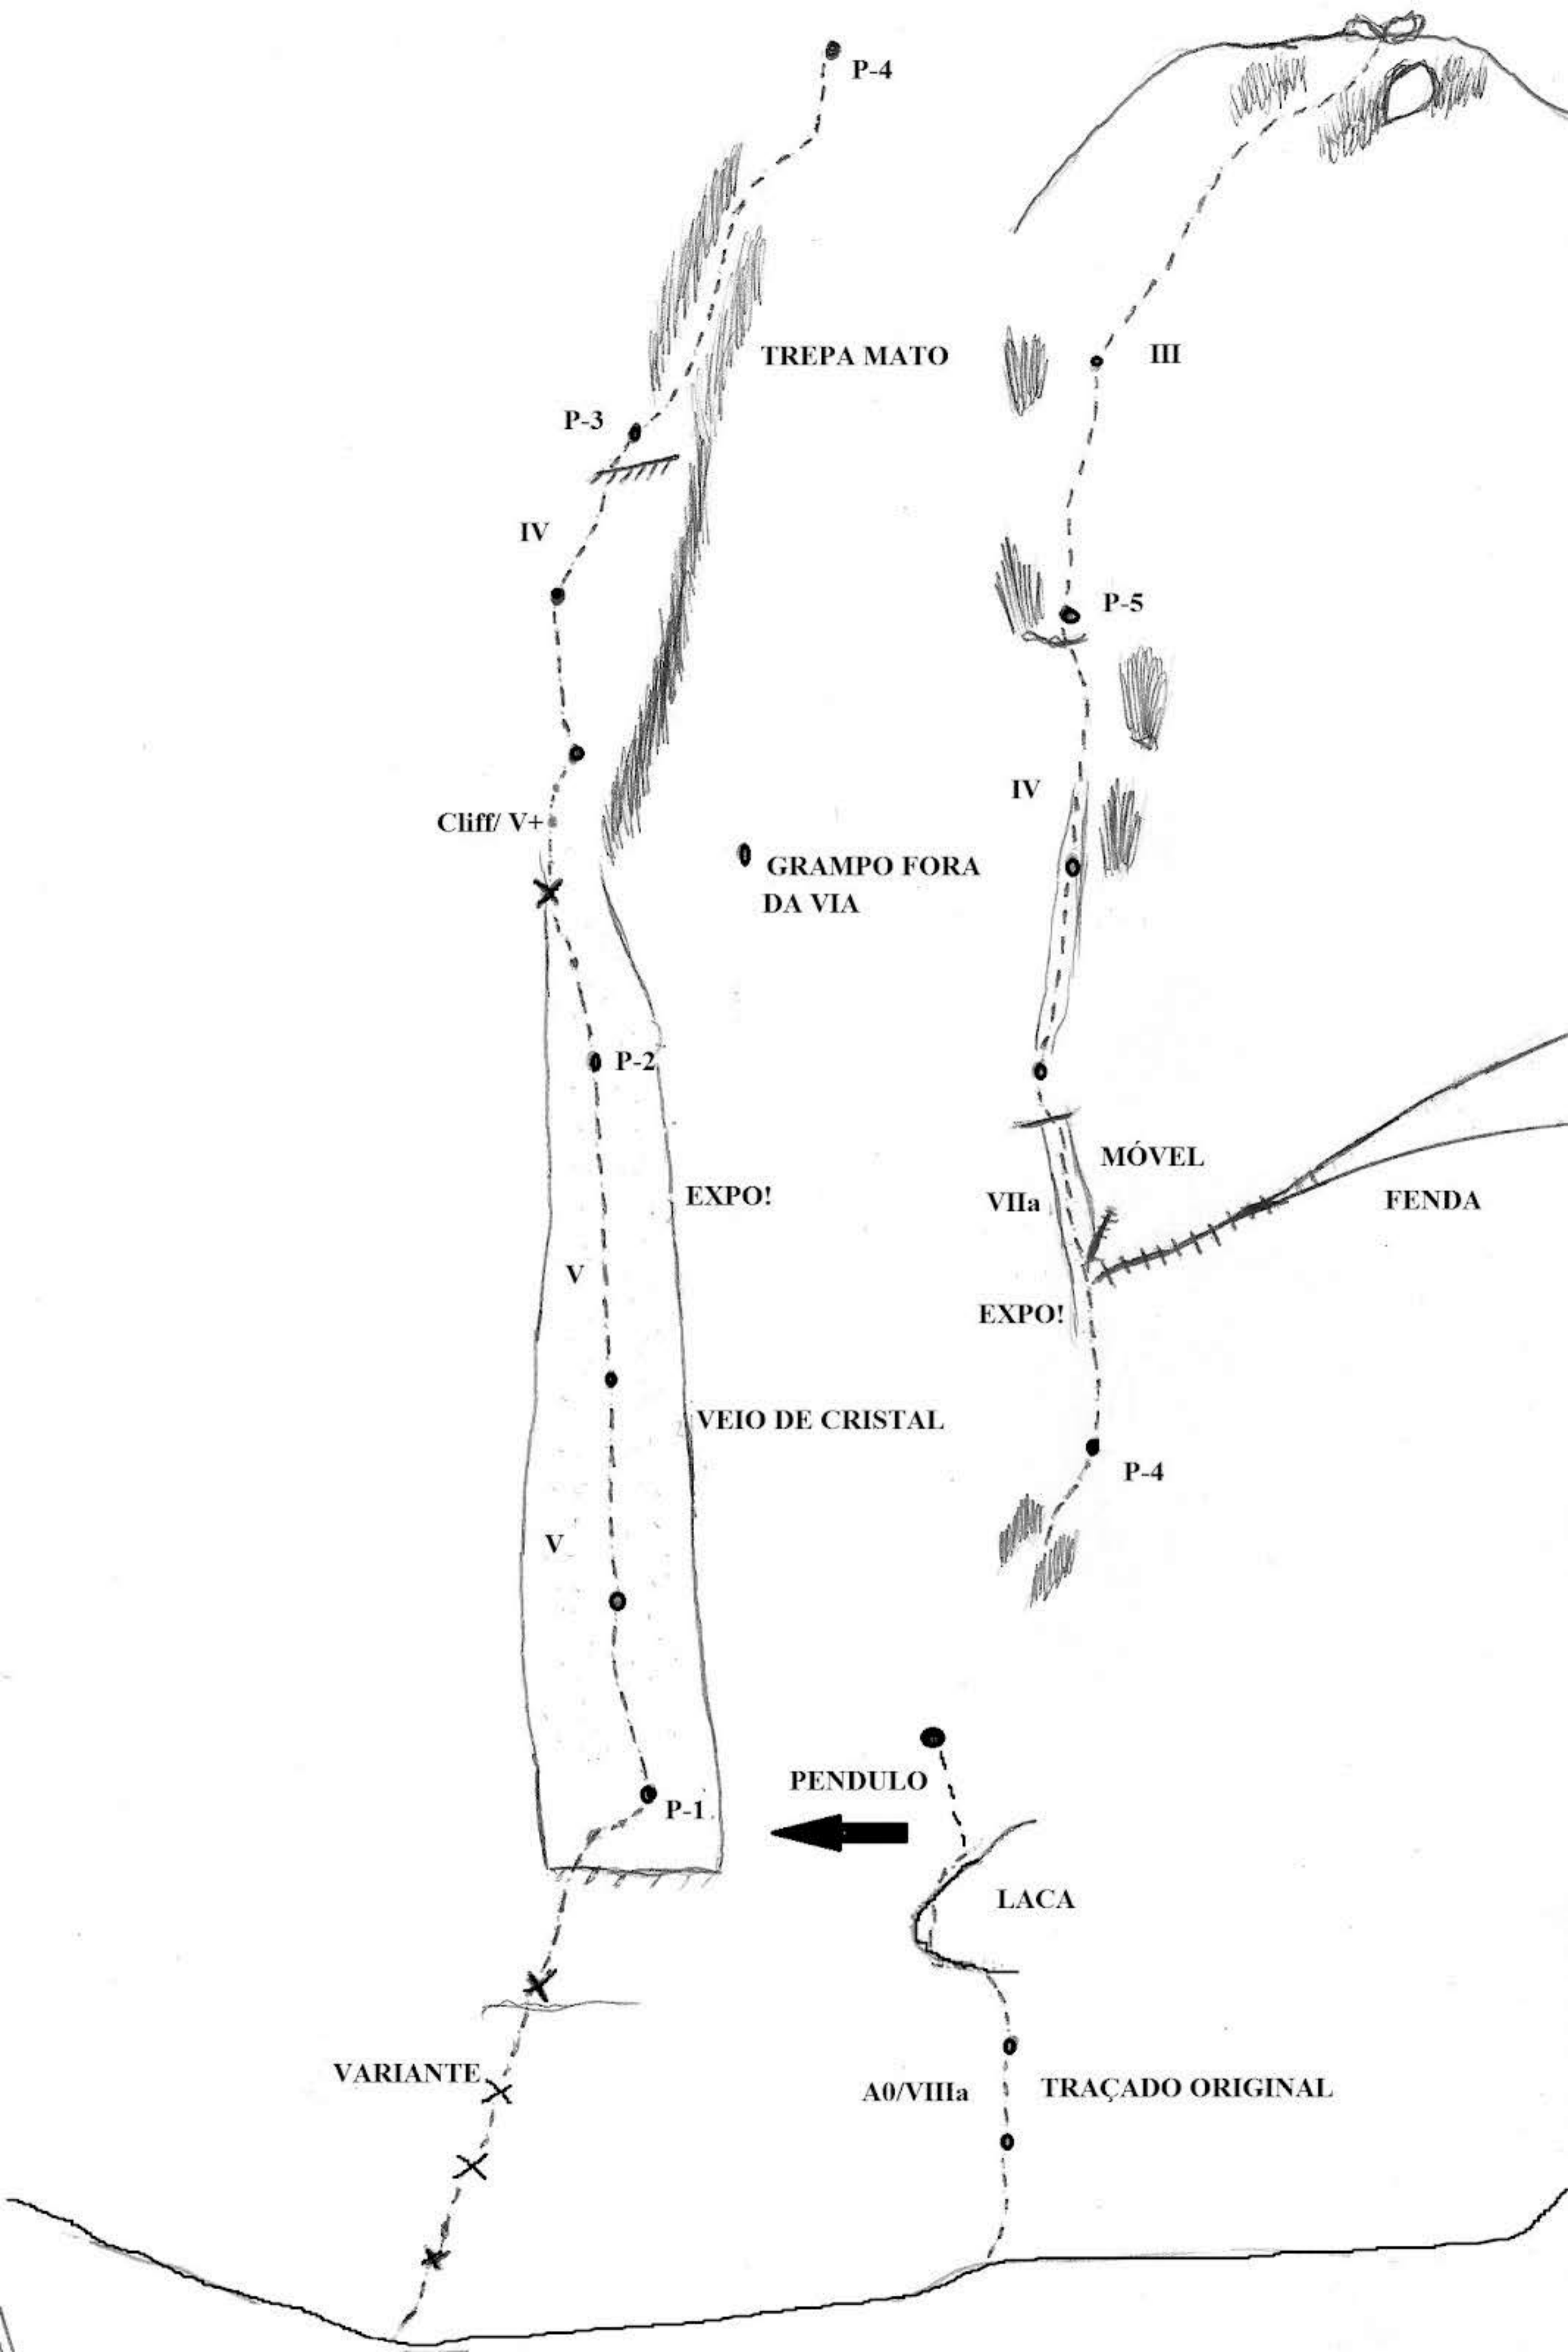 P-4
TREPA MATO
III
P-3
IV
P-5
IV
Cliff/ V+
GRAMPO FORA
DA VIA
P-2
MÓVEL
EXPO!
VIIa
FENDA
V
EXPO!
VEIO DE CRISTAL
P-4
V
PENDULO
P-1
LACA
VARIANTE
A0/VIIIa
TRAÇADO ORIGINAL